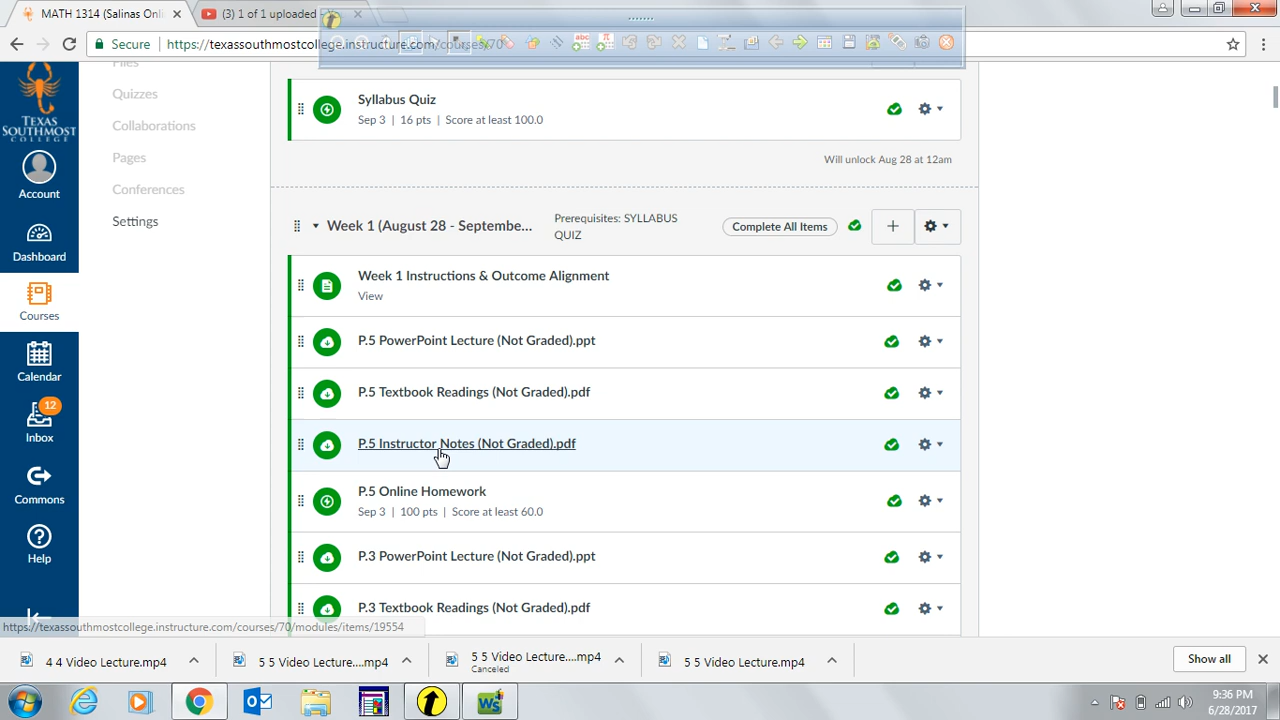 MATH 1314 (Salinas Onli
(3) 1 of 1 uploaded
Secure
https://texassouthmostcollege.instructure.com/courses/70
TEXAS
SOUTHMOST
COLLEGE
Account
Dashboard
Courses
Calendar
12
Inbox
Commons
Help
Files
Quizzes
Collaborations
Pages
Conferences
Settings
Syllabus Quiz
Sep 3 | 16 pts | Score at least 100.0
Will unlock Aug 28 at 12am
Week 1 (August 28 - Septembe...
Prerequisites: SYLLABUS
QUIZ
Complete All Items
Week 1 Instructions & Outcome Alignment
View
P.5 PowerPoint Lecture (Not Graded).ppt
P.5 Textbook Readings (Not Graded).pdf
P.5 Instructor Notes (Not Graded).pdf
P.5 Online Homework
Sep 3 | 100 pts | Score at least 60.0
P.3 PowerPoint Lecture (Not Graded).ppt
P.3 Textbook Readings (Not Graded).pdf
https://texassouthmostcollege.instructure.com/courses/70/modules/items/19554
4 4 Video Lecture.mp4
5 5 Video Lecture....mp4
5 5 Video Lecture....mp4
Canceled
5 5 Video Lecture.mp4
Show all
Ws
9:36 PM
6/28/2017